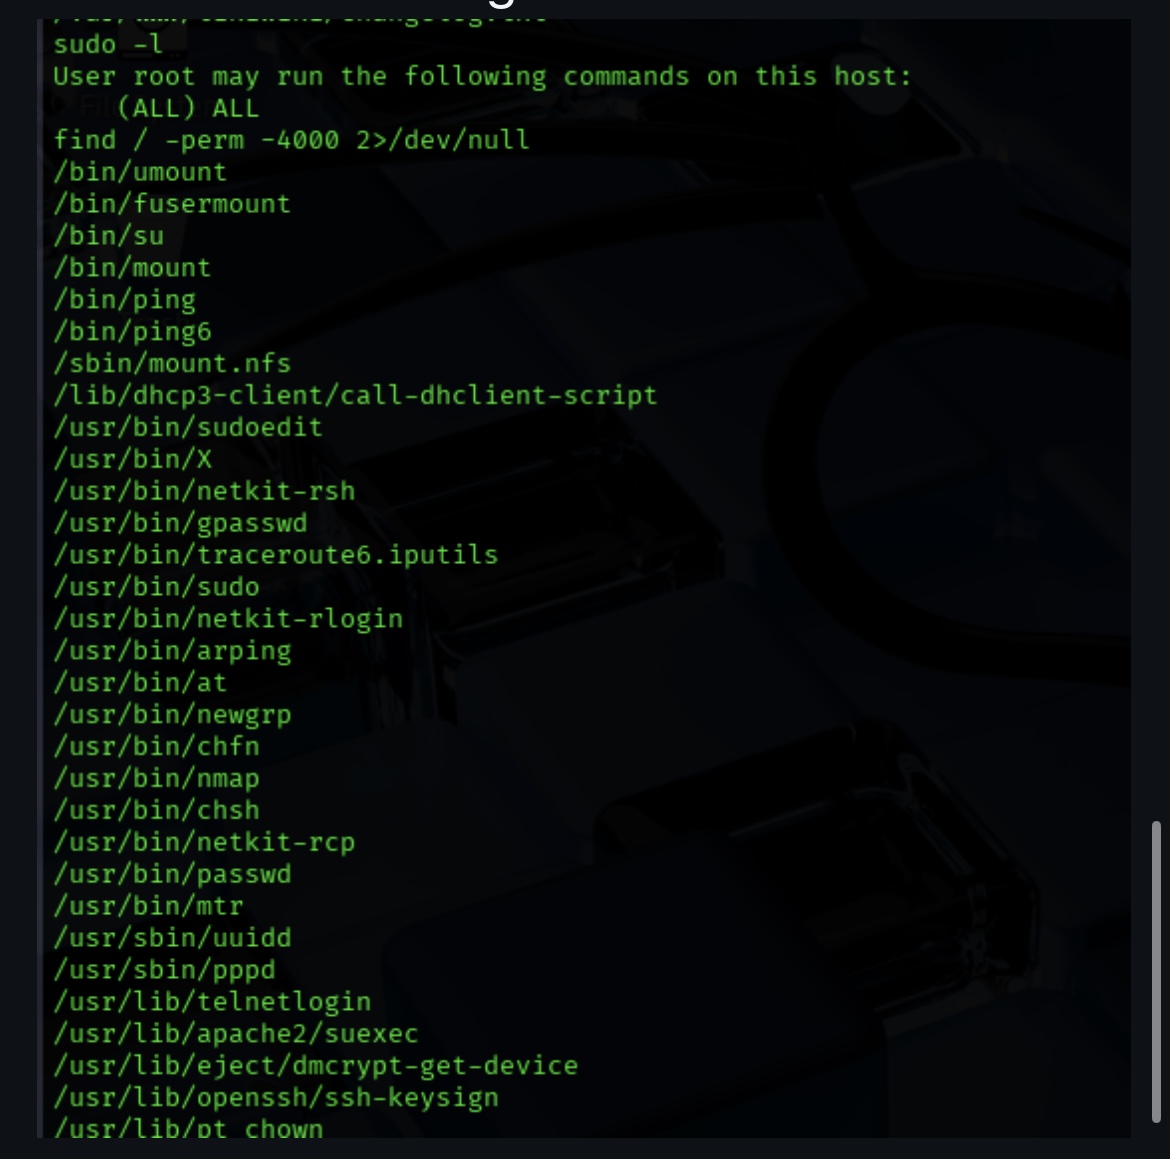 sudo -l
User root may run the following commands on this host:
    (ALL) ALL
find / -perm -4000 2>/dev/null
/bin/umount
/bin/fusermount
/bin/su
/bin/mount
/bin/ping
/bin/ping6
/sbin/mount.nfs
/lib/dhcp3-client/call-dhclient-script
/usr/bin/sudoedit
/usr/bin/X
/usr/bin/netkit-rsh
/usr/bin/gpasswd
/usr/bin/traceroute6.iputils
/usr/bin/sudo
/usr/bin/netkit-rlogin
/usr/bin/arping
/usr/bin/at
/usr/bin/newgrp
/usr/bin/chfn
/usr/bin/nmap
/usr/bin/chsh
/usr/bin/netkit-rcp
/usr/bin/passwd
/usr/bin/mtr
/usr/sbin/uuidd
/usr/sbin/pppd
/usr/lib/telnetlogin
/usr/lib/apache2/suexec
/usr/lib/eject/dmcrypt-get-device
/usr/lib/openssh/ssh-keysign
/usr/lib/pt_chown